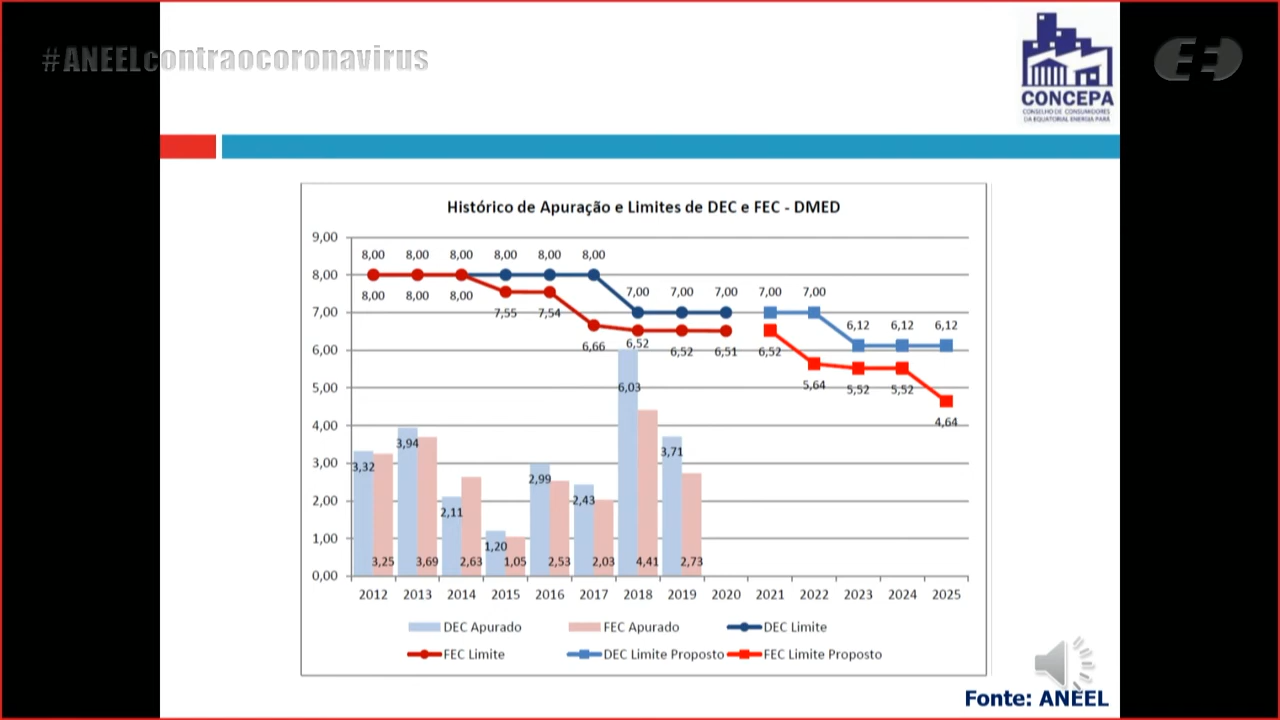 #ANEELcontraocoronavirus
CONCEPA
CONSELHO DE CONSUMIDORES
DA EQUATORIAL ENERGIA PARÁ
Histórico de Apuração e Limites de DEC e FEC - DMED
9,00
8,00
7,00
6,00
5,00
4,00
3,00
2,00
1,00
0,00
8,00 8,00 8,00 8,00 8,00 8,00
8,00 8,00 8,00
7,00 7,00 7,00 7,00 7,00
7,55 7,54
6,12 6,12 6,12
6,66 6,52 6,52 6,51 6,52
5,64 5,52 5,52
4,64
3,32 3,94 2,11 1,20 2,99 2,43 6,03 3,71
3,25 3,69 2,63 1,05 2,53 2,03 4,41 2,73
2012 2013 2014 2015 2016 2017 2018 2019 2020 2021 2022 2023 2024 2025
DEC Apurado FEC Apurado DEC Limite
FEC Limite DEC Limite Proposto FEC Limite Proposto
Fonte: ANEEL